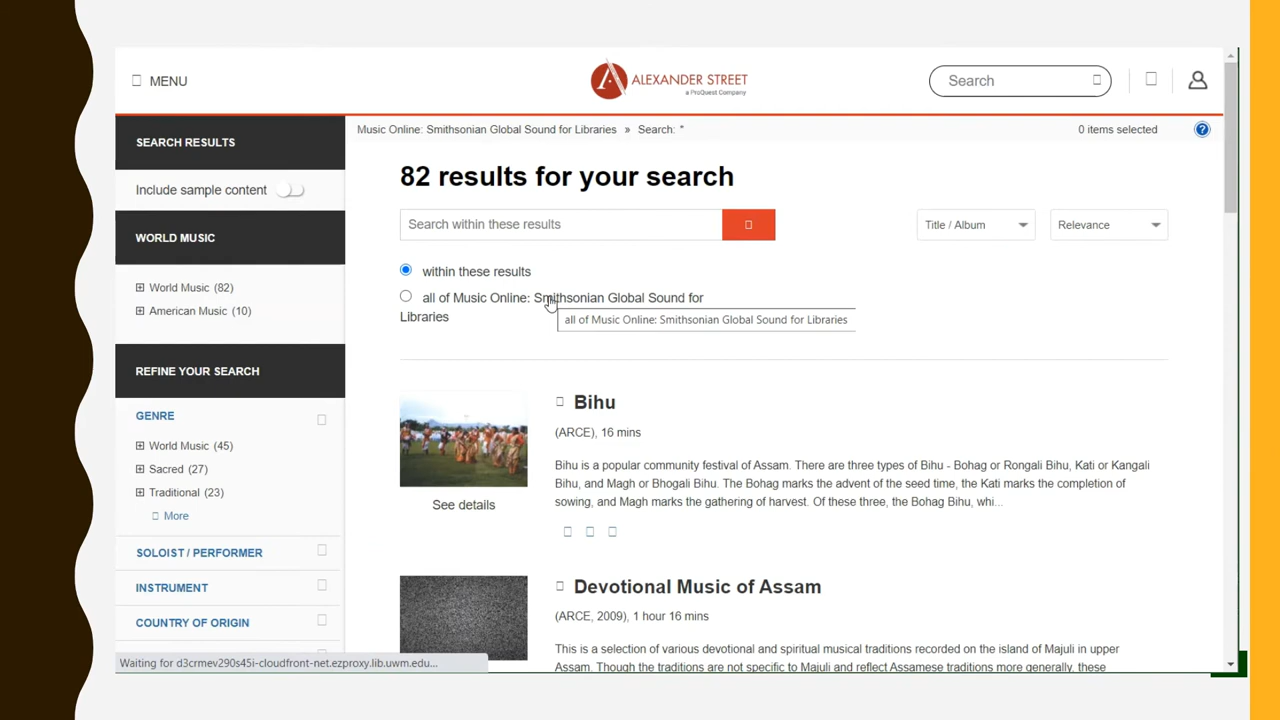 MENU
ALEXANDER STREET
a ProQuest Company
Search
SEARCH RESULTS
Include sample content
WORLD MUSIC
World Music (82)
American Music (10)
REFINE YOUR SEARCH
GENRE
World Music (45)
Sacred (27)
Traditional (23)
More
SOLOIST / PERFORMER
INSTRUMENT
COUNTRY OF ORIGIN
Waiting for d3crmev290s45i-cloudfront-net.ezproxy.lib.uwm.edu...
Music Online: Smithsonian Global Sound for Libraries » Search: *
0 items selected
?
82 results for your search
Search within these results
Title / Album
Relevance
within these results
all of Music Online: Smithsonian Global Sound for
Libraries
all of Music Online: Smithsonian Global Sound for Libraries
Bihu
(ARCE), 16 mins
Bihu is a popular community festival of Assam. There are three types of Bihu - Bohag or Rongali Bihu, Kati or Kangali
Bihu, and Magh or Bhogali Bihu. The Bohag marks the advent of the seed time, the Kati marks the completion of
sowing, and Magh marks the gathering of harvest. Of these three, the Bohag Bihu, whi...
See details
Devotional Music of Assam
(ARCE, 2009), 1 hour 16 mins
This is a selection of various devotional and spiritual musical traditions recorded on the island of Majuli in upper
Assam. Though the traditions are not specific to Majuli and reflect Assamese traditions more generally, these